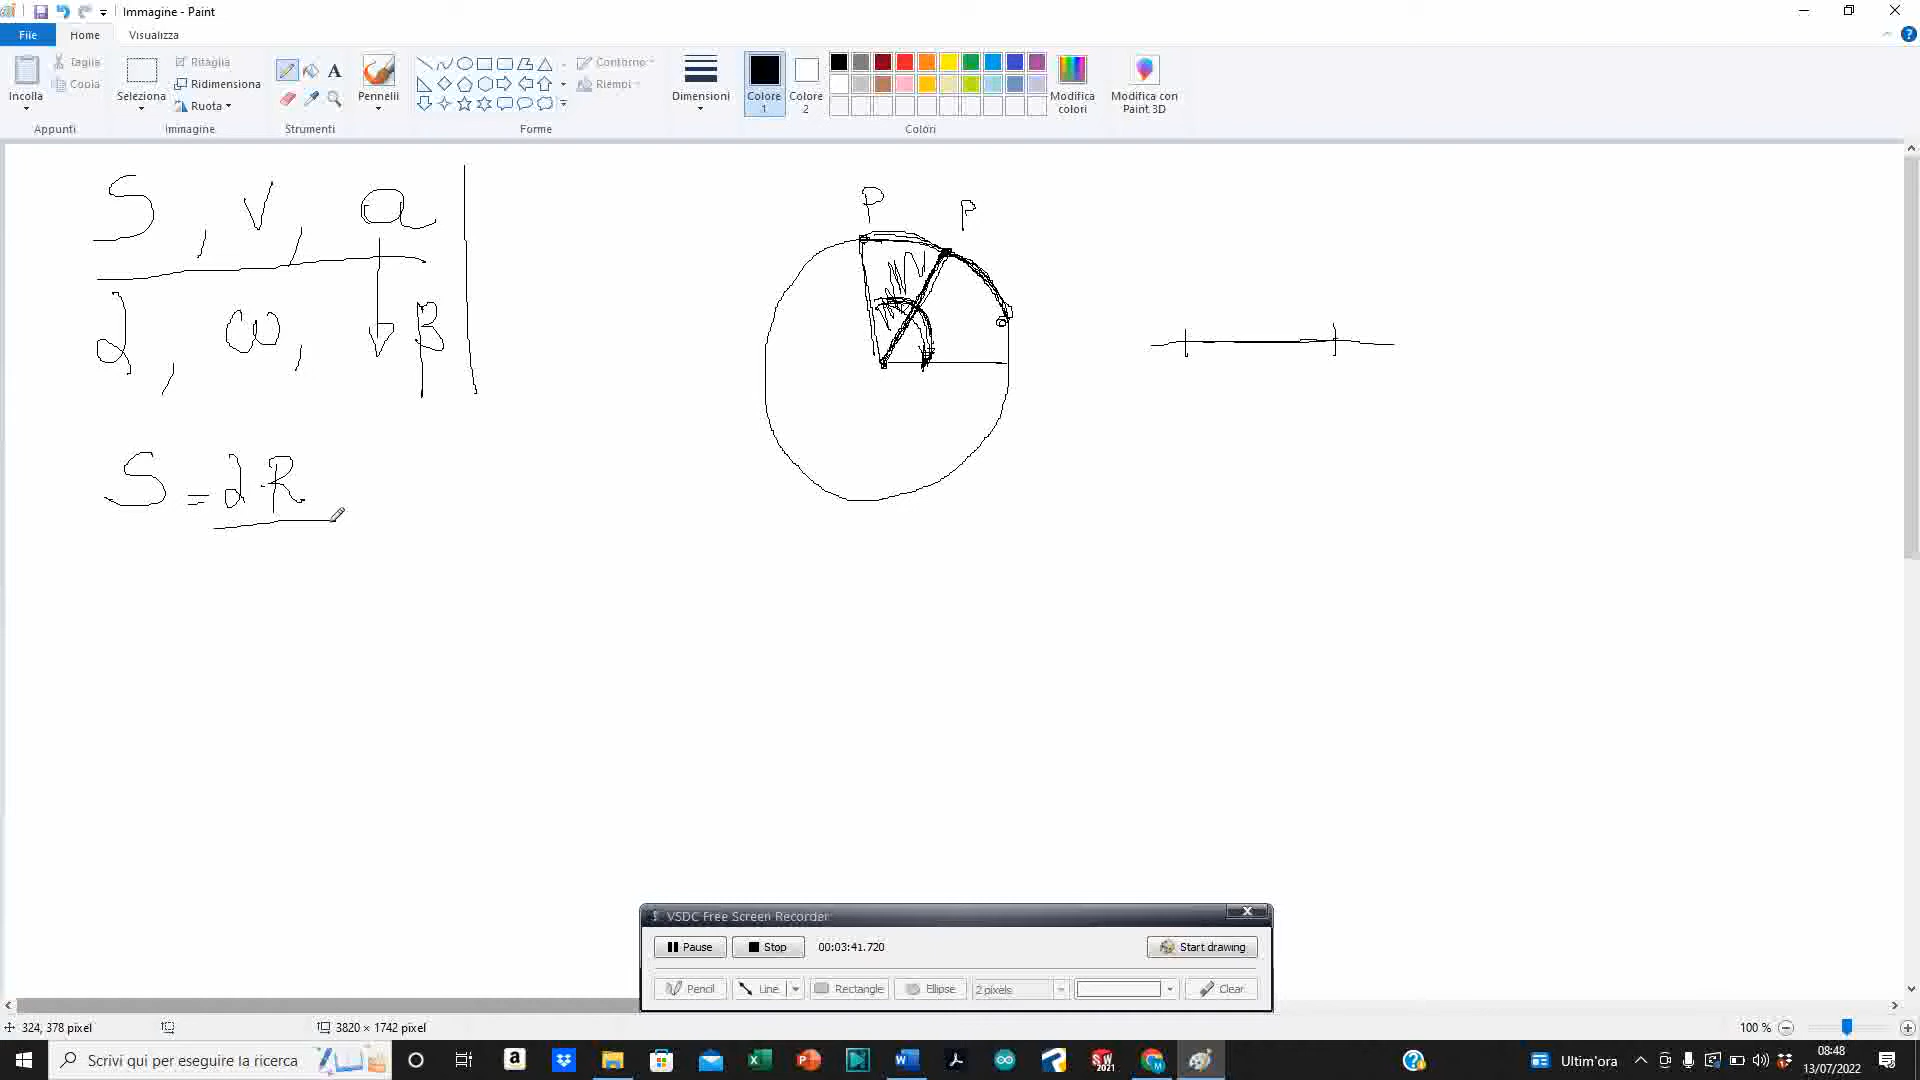 Immagine - Paint
File Home Visualizza
Incolla
Taglia
Copia
Appunti
Seleziona
Ritaglia
Ridimensiona
Ruota
Immagine
A
Strumenti
Pennelli
Contorno
Riempi
Forme
Dimensioni
Colore 1
Colore 2
Colori
Modifica colori
Modifica con Paint 3D
S, V, a
α, ω, β
S = α R
P P
VSDC Free Screen Recorder
Pause Stop 00:03:41.720 Start drawing
Pencil Line Rectangle Ellipse 2 pixels Clear
324, 378 pixel 3820 × 1742 pixel 100 %
Scrivi qui per eseguire la ricerca Ultim'ora 08:48
13/07/2022